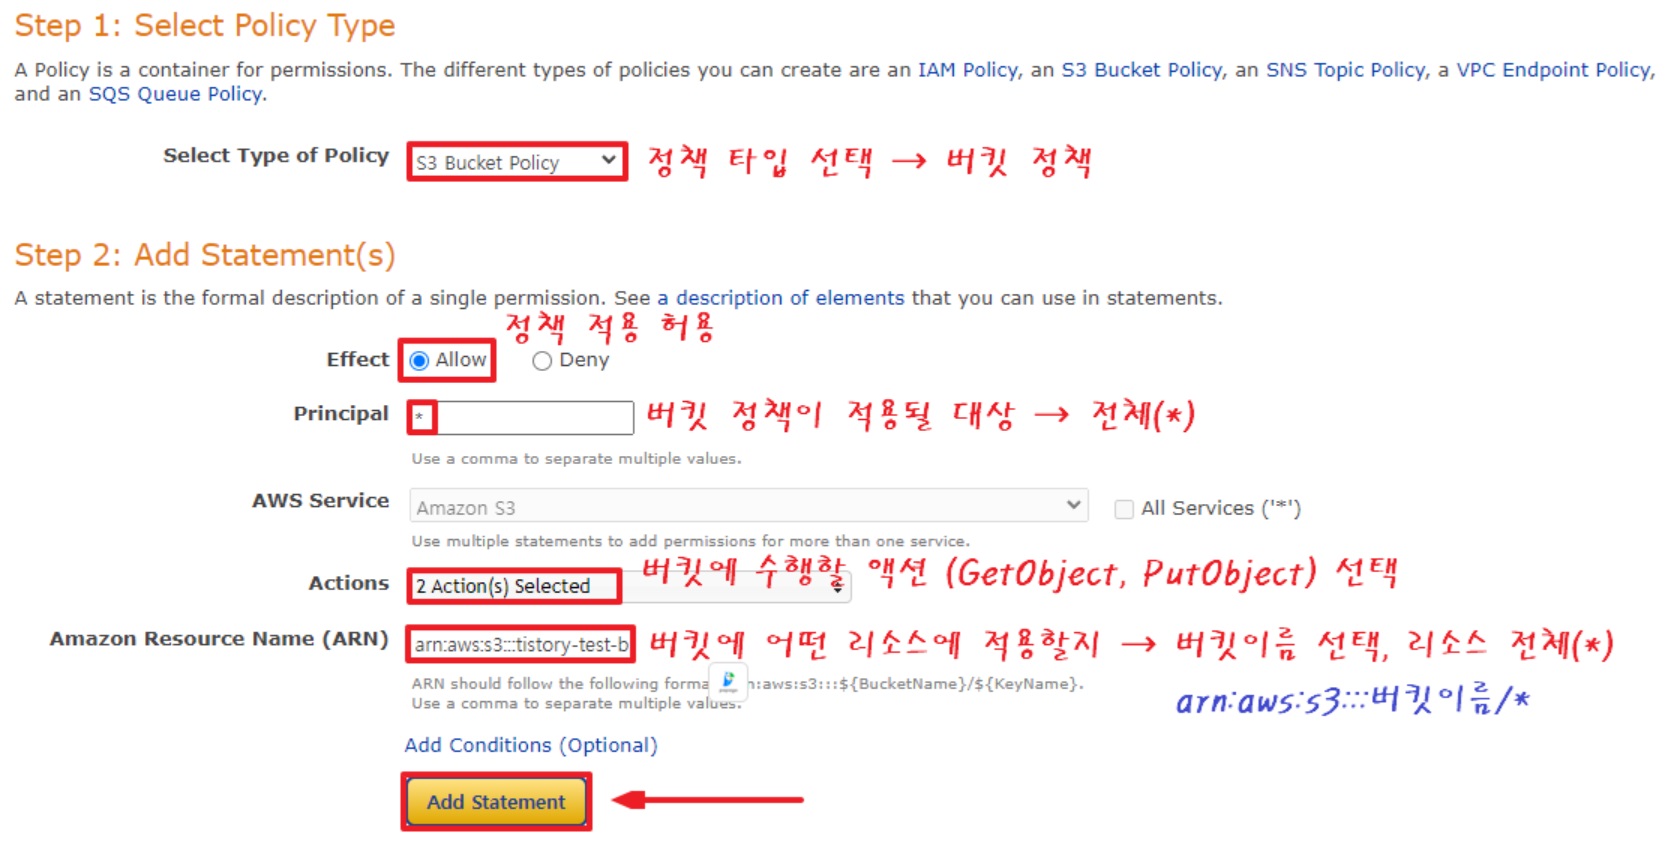 Step 1: Select Policy Type
A Policy is a container for permissions. The different types of policies you can create are an IAM Policy, an S3 Bucket Policy, an SNS Topic Policy, a VPC Endpoint Policy,
and an SQS Queue Policy.
Select Type of Policy S3 Bucket Policy 정책 타입 선택 → 버킷 정책
Step 2: Add Statement(s)
A statement is the formal description of a single permission. See a description of elements that you can use in statements.
정책 적용 허용
Effect Allow Deny
Principal * 버킷 정책이 적용될 대상 → 전체(*)
Use a comma to separate multiple values.
AWS Service Amazon S3 All Services ('*')
Use multiple statements to add permissions for more than one service.
버킷에 수행할 액션 (GetObject, PutObject) 선택
Actions 2 Action(s) Selected
Amazon Resource Name (ARN) arn:aws:s3:::tistory-test-b 버킷에 어떤 리소스에 적용할지 → 버킷이름 선택, 리소스 전체(*)
ARN should follow the following forma n:aws:s3:::${BucketName}/${KeyName}.
Use a comma to separate multiple values.
arn:aws:s3:::버킷이름/*
Add Conditions (Optional)
Add Statement